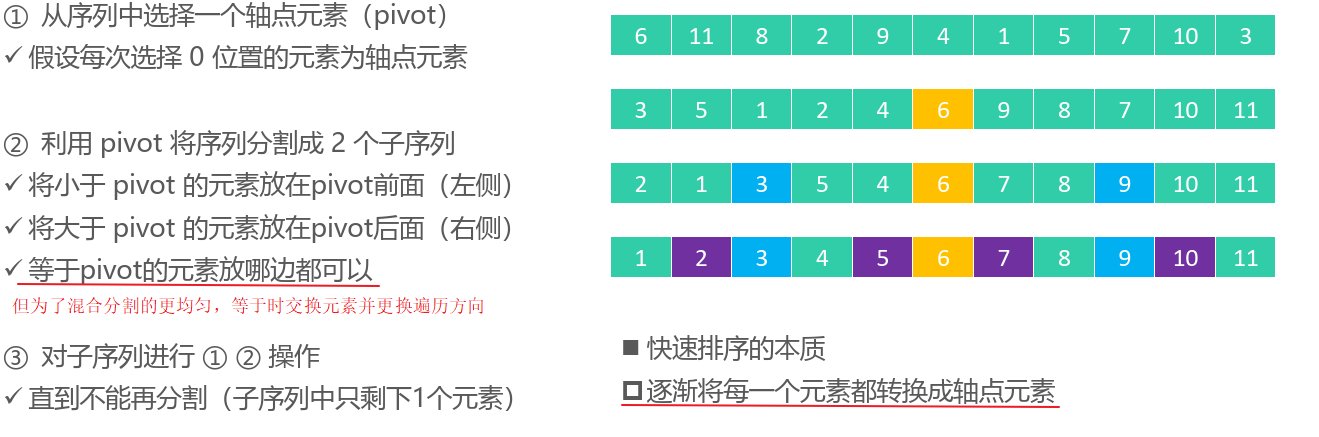 ① 从序列中选择一个轴点元素（pivot）
✓ 假设每次选择 0 位置的元素为轴点元素
② 利用 pivot 将序列分割成 2 个子序列
✓ 将小于 pivot 的元素放在pivot前面（左侧）
✓ 将大于 pivot 的元素放在pivot后面（右侧）
✓ 等于pivot的元素放哪边都可以
但为了混合分割的更均匀，等于时交换元素并更换遍历方向
③ 对子序列进行 ① ② 操作
✓ 直到不能再分割（子序列中只剩下1个元素）
6 11 8 2 9 4 1 5 7 10 3
3 5 1 2 4 6 9 8 7 10 11
2 1 3 5 4 6 7 8 9 10 11
1 2 3 4 5 6 7 8 9 10 11
■ 快速排序的本质
逐渐将每一个元素都转换成轴点元素